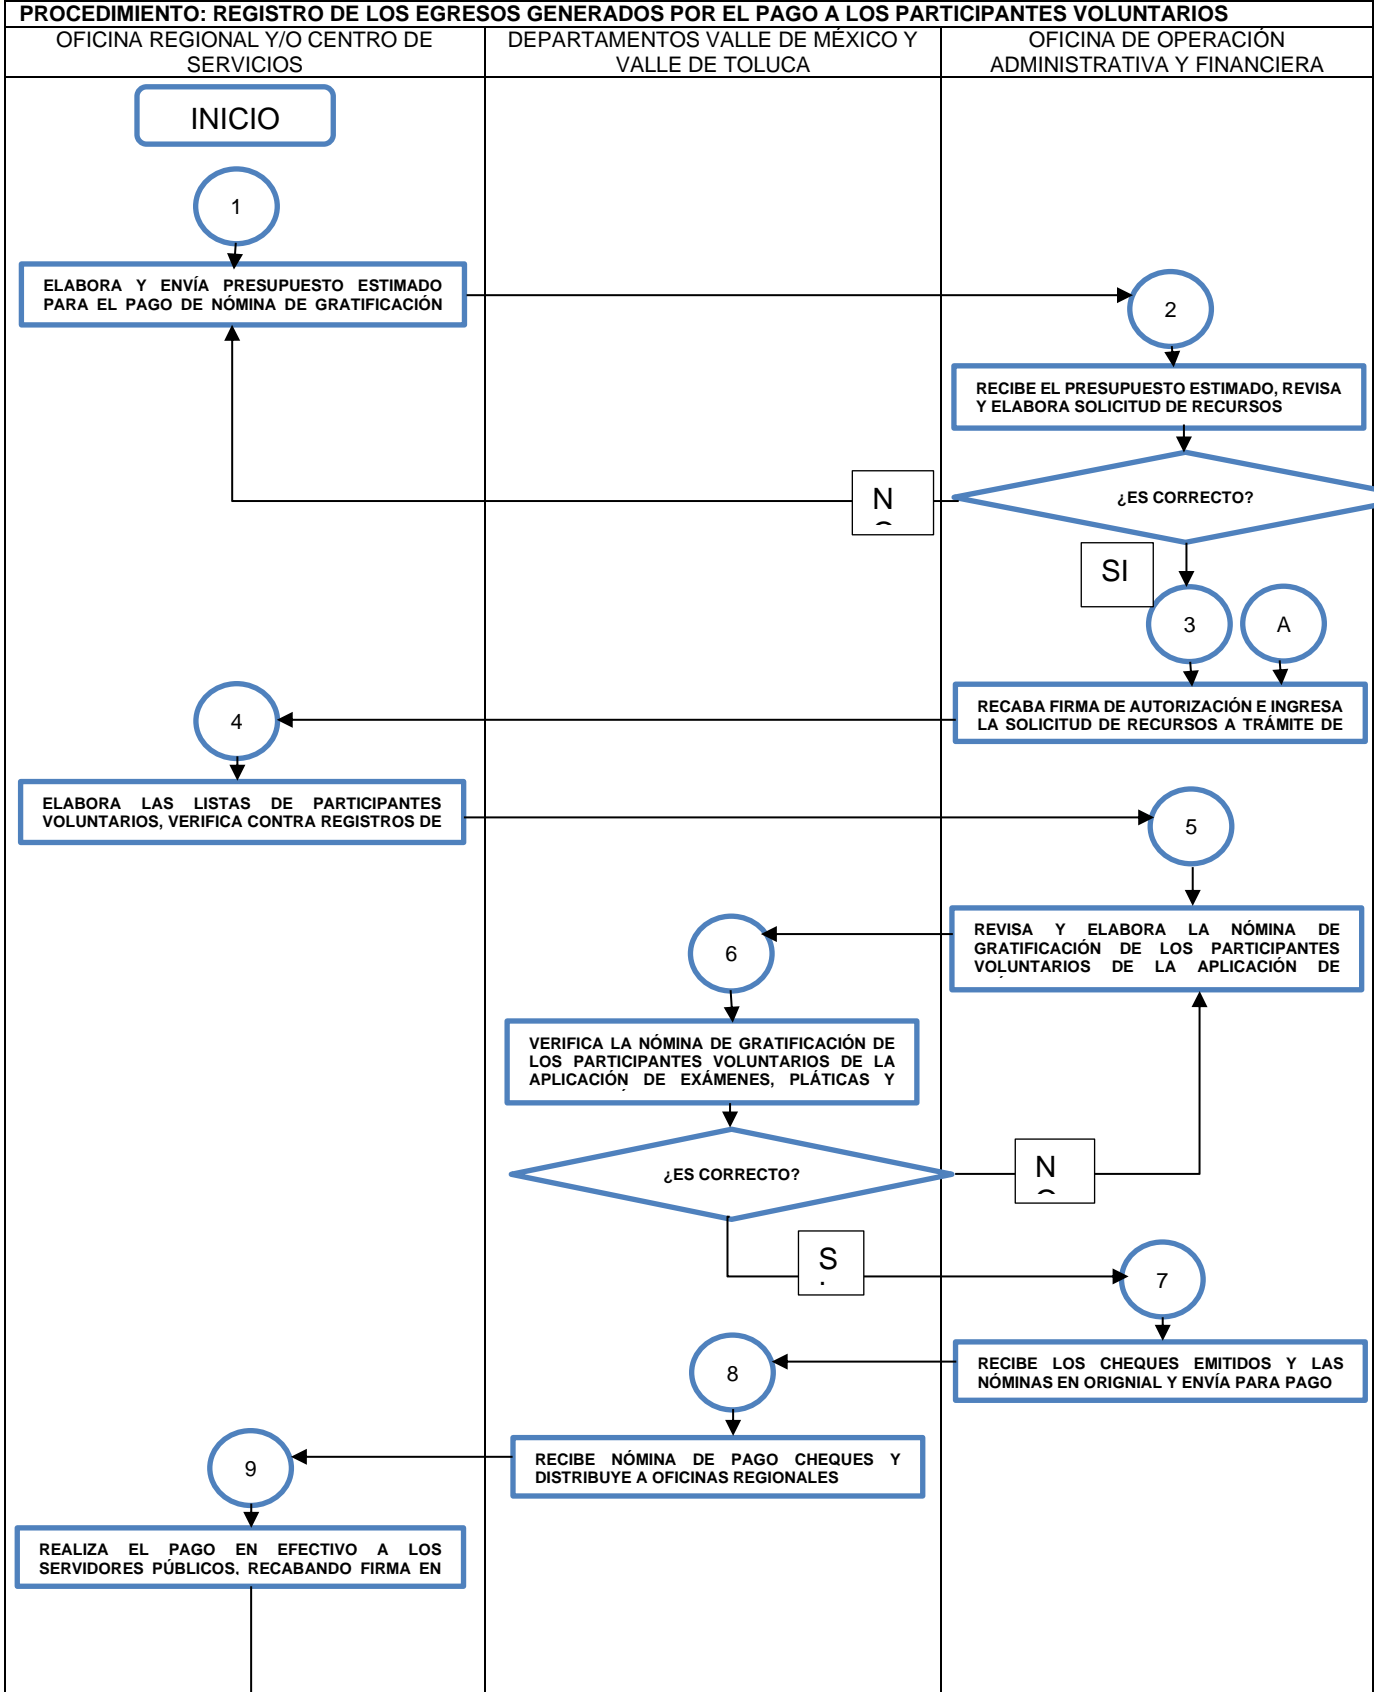 PROCEDIMIENTO: REGISTRO DE LOS EGRESOS GENERADOS POR EL PAGO A LOS PARTICIPANTES VOLUNTARIOS
OFICINA REGIONAL Y/O CENTRO DE
SERVICIOS
DEPARTAMENTOS VALLE DE MÉXICO Y
VALLE DE TOLUCA
OFICINA DE OPERACIÓN
ADMINISTRATIVA Y FINANCIERA
INICIO
1
ELABORA Y ENVÍA PRESUPUESTO ESTIMADO
PARA EL PAGO DE NÓMINA DE GRATIFICACIÓN
2
RECIBE EL PRESUPUESTO ESTIMADO, REVISA
Y ELABORA SOLICITUD DE RECURSOS
¿ES CORRECTO?
N
SI
3
A
RECABA FIRMA DE AUTORIZACIÓN E INGRESA
LA SOLICITUD DE RECURSOS A TRÁMITE DE
4
ELABORA LAS LISTAS DE PARTICIPANTES
VOLUNTARIOS, VERIFICA CONTRA REGISTROS DE
5
REVISA Y ELABORA LA NÓMINA DE
GRATIFICACIÓN DE LOS PARTICIPANTES
VOLUNTARIOS DE LA APLICACIÓN DE
6
VERIFICA LA NÓMINA DE GRATIFICACIÓN DE
LOS PARTICIPANTES VOLUNTARIOS DE LA
APLICACIÓN DE EXÁMENES, PLÁTICAS Y
¿ES CORRECTO?
N
S
7
RECIBE LOS CHEQUES EMITIDOS Y LAS
NÓMINAS EN ORIGNIAL Y ENVÍA PARA PAGO
8
RECIBE NÓMINA DE PAGO CHEQUES Y
DISTRIBUYE A OFICINAS REGIONALES
9
REALIZA EL PAGO EN EFECTIVO A LOS
SERVIDORES PÚBLICOS, RECABANDO FIRMA EN